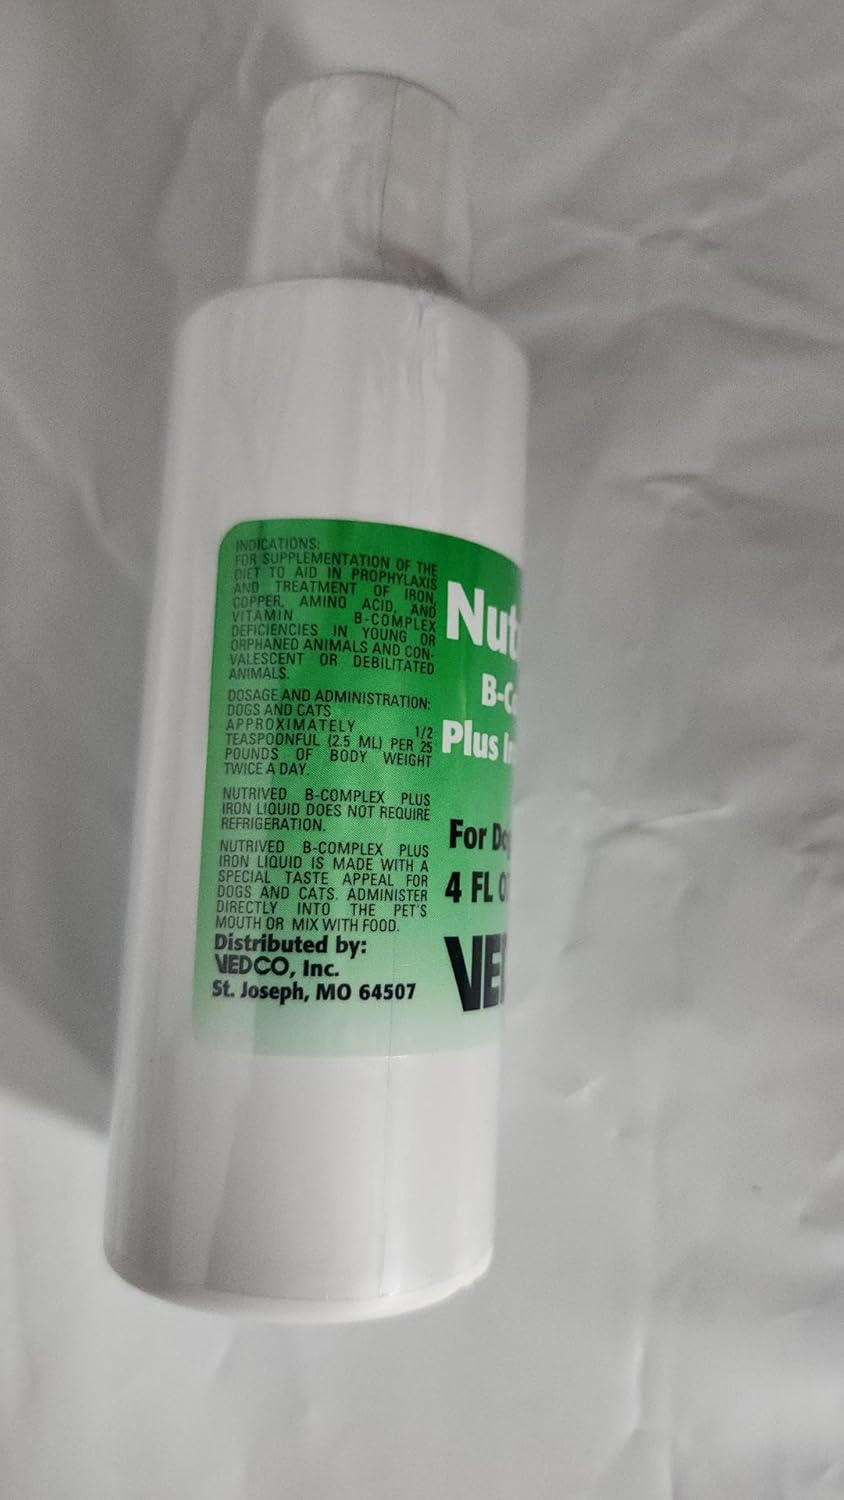 INDICATIONS:
FOR SUPPLEMENTATION OF THE
DIET TO AID IN PROPHYLAXIS
AND TREATMENT OF IRON,
COPPER, AMINO ACID, AND
VITAMIN B-COMPLEX
DEFICIENCIES IN YOUNG OR
ORPHANED ANIMALS AND CON-
VALESCENT OR DEBILITATED
ANIMALS.
DOSAGE AND ADMINISTRATION:
DOGS AND CATS
APPROXIMATELY 1/2
TEASPOONFUL (2.5 ML) PER 25
POUNDS OF BODY WEIGHT
TWICE A DAY.
NUTRIVED B-COMPLEX PLUS
IRON LIQUID DOES NOT REQUIRE
REFRIGERATION.
NUTRIVED B-COMPLEX PLUS
IRON LIQUID IS MADE WITH A
SPECIAL TASTE APPEAL FOR
DOGS AND CATS. ADMINISTER
DIRECTLY INTO THE PET'S
MOUTH OR MIX WITH FOOD.
Distributed by:
VEDCO, Inc.
St. Joseph, MO 64507
Nut
B-C
Plus I
For Do
4 FL O
VED